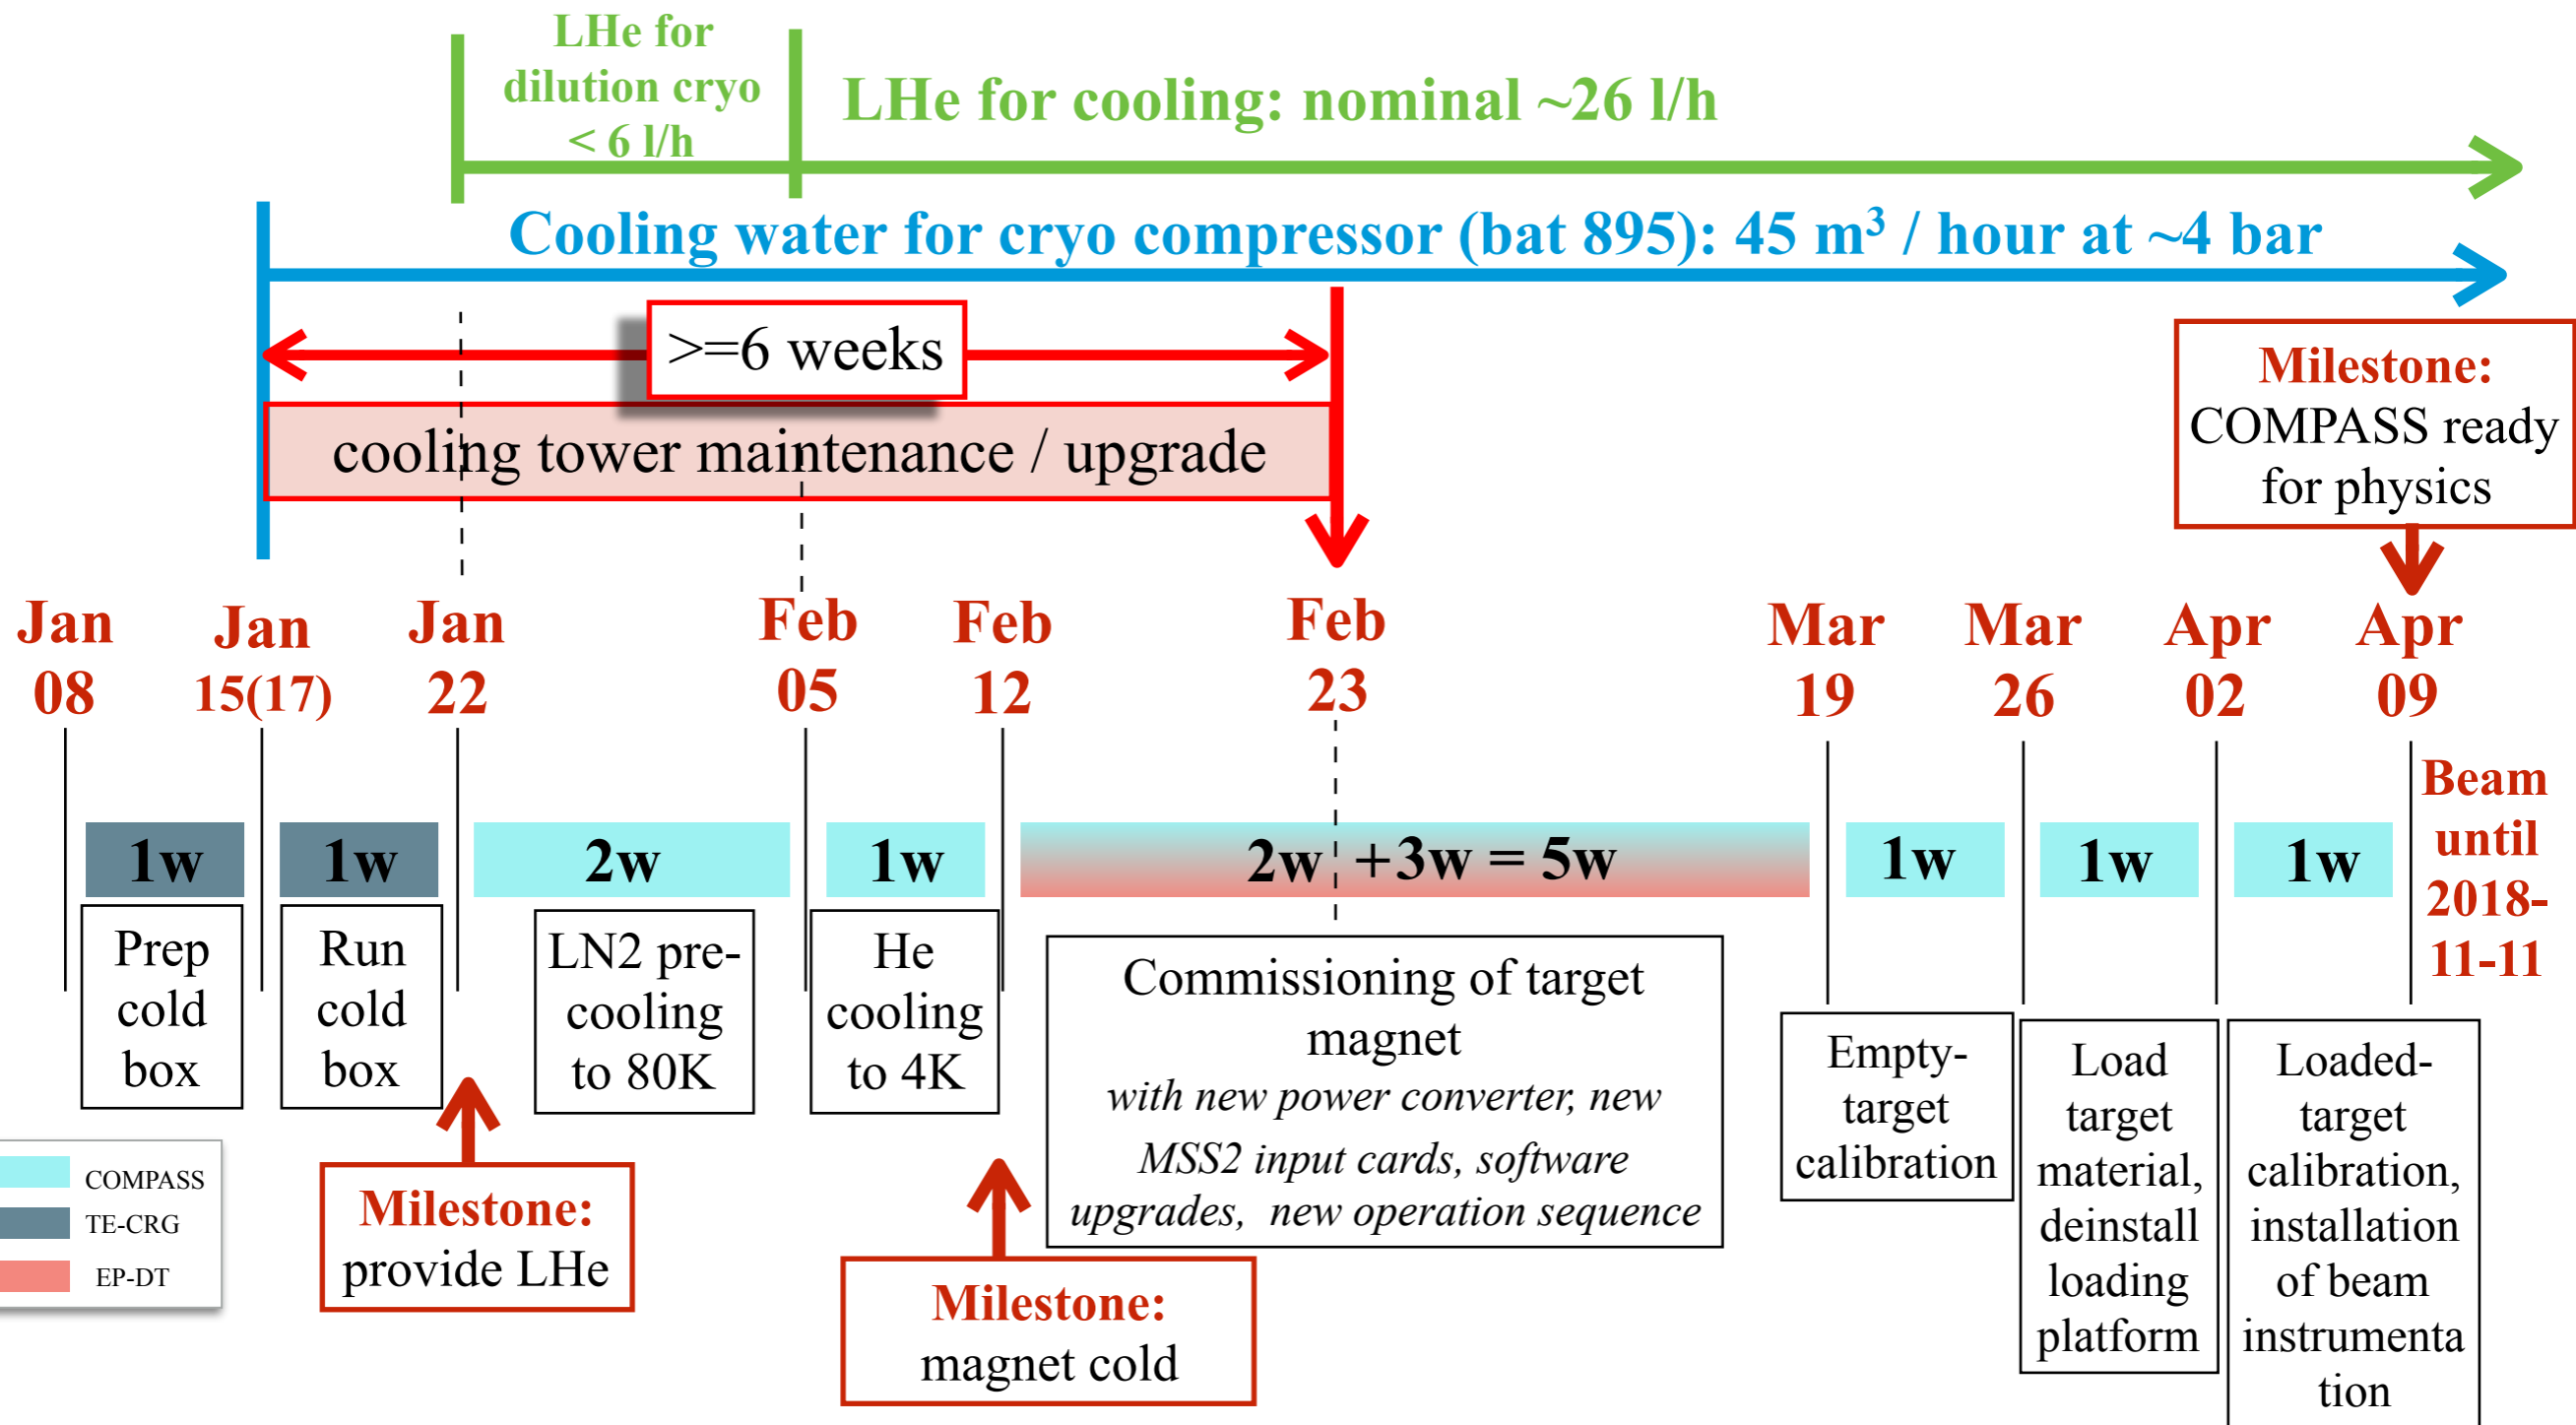 LHe for
dilution cryo
< 6 l/h
LHe for cooling: nominal ~26 l/h
Cooling water for cryo compressor (bat 895): 45 m³ / hour at ~4 bar
>=6 weeks
cooling tower maintenance / upgrade
Milestone:
COMPASS ready
for physics
Jan
08
Jan
15(17)
Jan
22
Feb
05
Feb
12
Feb
23
Mar
19
Mar
26
Apr
02
Apr
09
Beam
until
2018-
11-11
1w
1w
2w
1w
2w +3w = 5w
1w
1w
1w
Prep
cold
box
Run
cold
box
LN2 pre-
cooling
to 80K
He
cooling
to 4K
Commissioning of target
magnet
with new power converter, new
MSS2 input cards, software
upgrades, new operation sequence
Empty-
target
calibration
Load
target
material,
deinstall
loading
platform
Loaded-
target
calibration,
installation
of beam
instrumenta
tion
COMPASS
TE-CRG
EP-DT
Milestone:
provide LHe
Milestone:
magnet cold